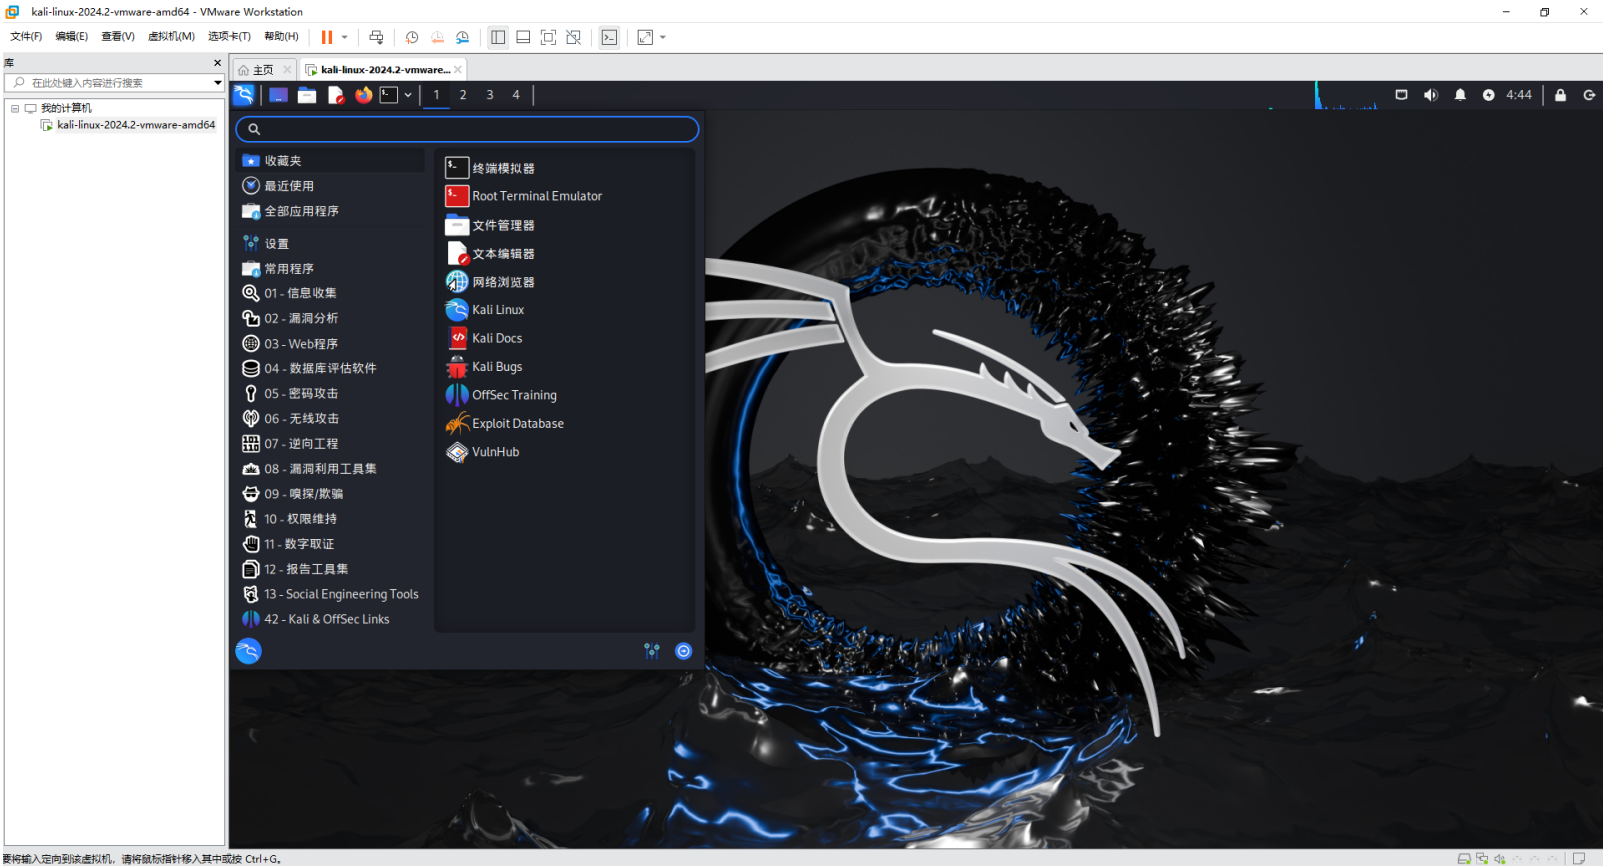 kali-linux-2024.2-vmware-amd64 - VMware Workstation
文件(F) 编辑(E) 查看(V) 虚拟机(M) 选项卡(T) 帮助(H)
库
在此处键入内容进行搜索
我的计算机
kali-linux-2024.2-vmware-amd64
主页 kali-linux-2024.2-vmware...
1 2 3 4 4:44
收藏夹
最近使用
全部应用程序
设置
常用程序
01 - 信息收集
02 - 漏洞分析
03 - Web程序
04 - 数据库评估软件
05 - 密码攻击
06 - 无线攻击
07 - 逆向工程
08 - 漏洞利用工具集
09 - 嗅探/欺骗
10 - 权限维持
11 - 数字取证
12 - 报告工具集
13 - Social Engineering Tools
42 - Kali & OffSec Links
终端模拟器
Root Terminal Emulator
文件管理器
文本编辑器
网络浏览器
Kali Linux
Kali Docs
Kali Bugs
OffSec Training
Exploit Database
VulnHub
要将输入定向到该虚拟机，请将鼠标指针移入其中或按 Ctrl+G。